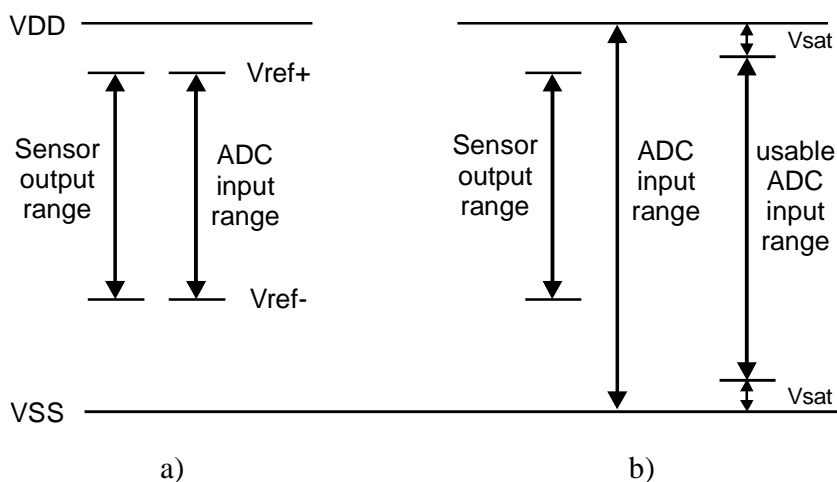 VDD
Vsat
Vref+
Sensor
output
range
ADC
input
range
Vref-
Sensor
output
range
ADC
input
range
usable
ADC
input
range
VSS
Vsat
a)
b)